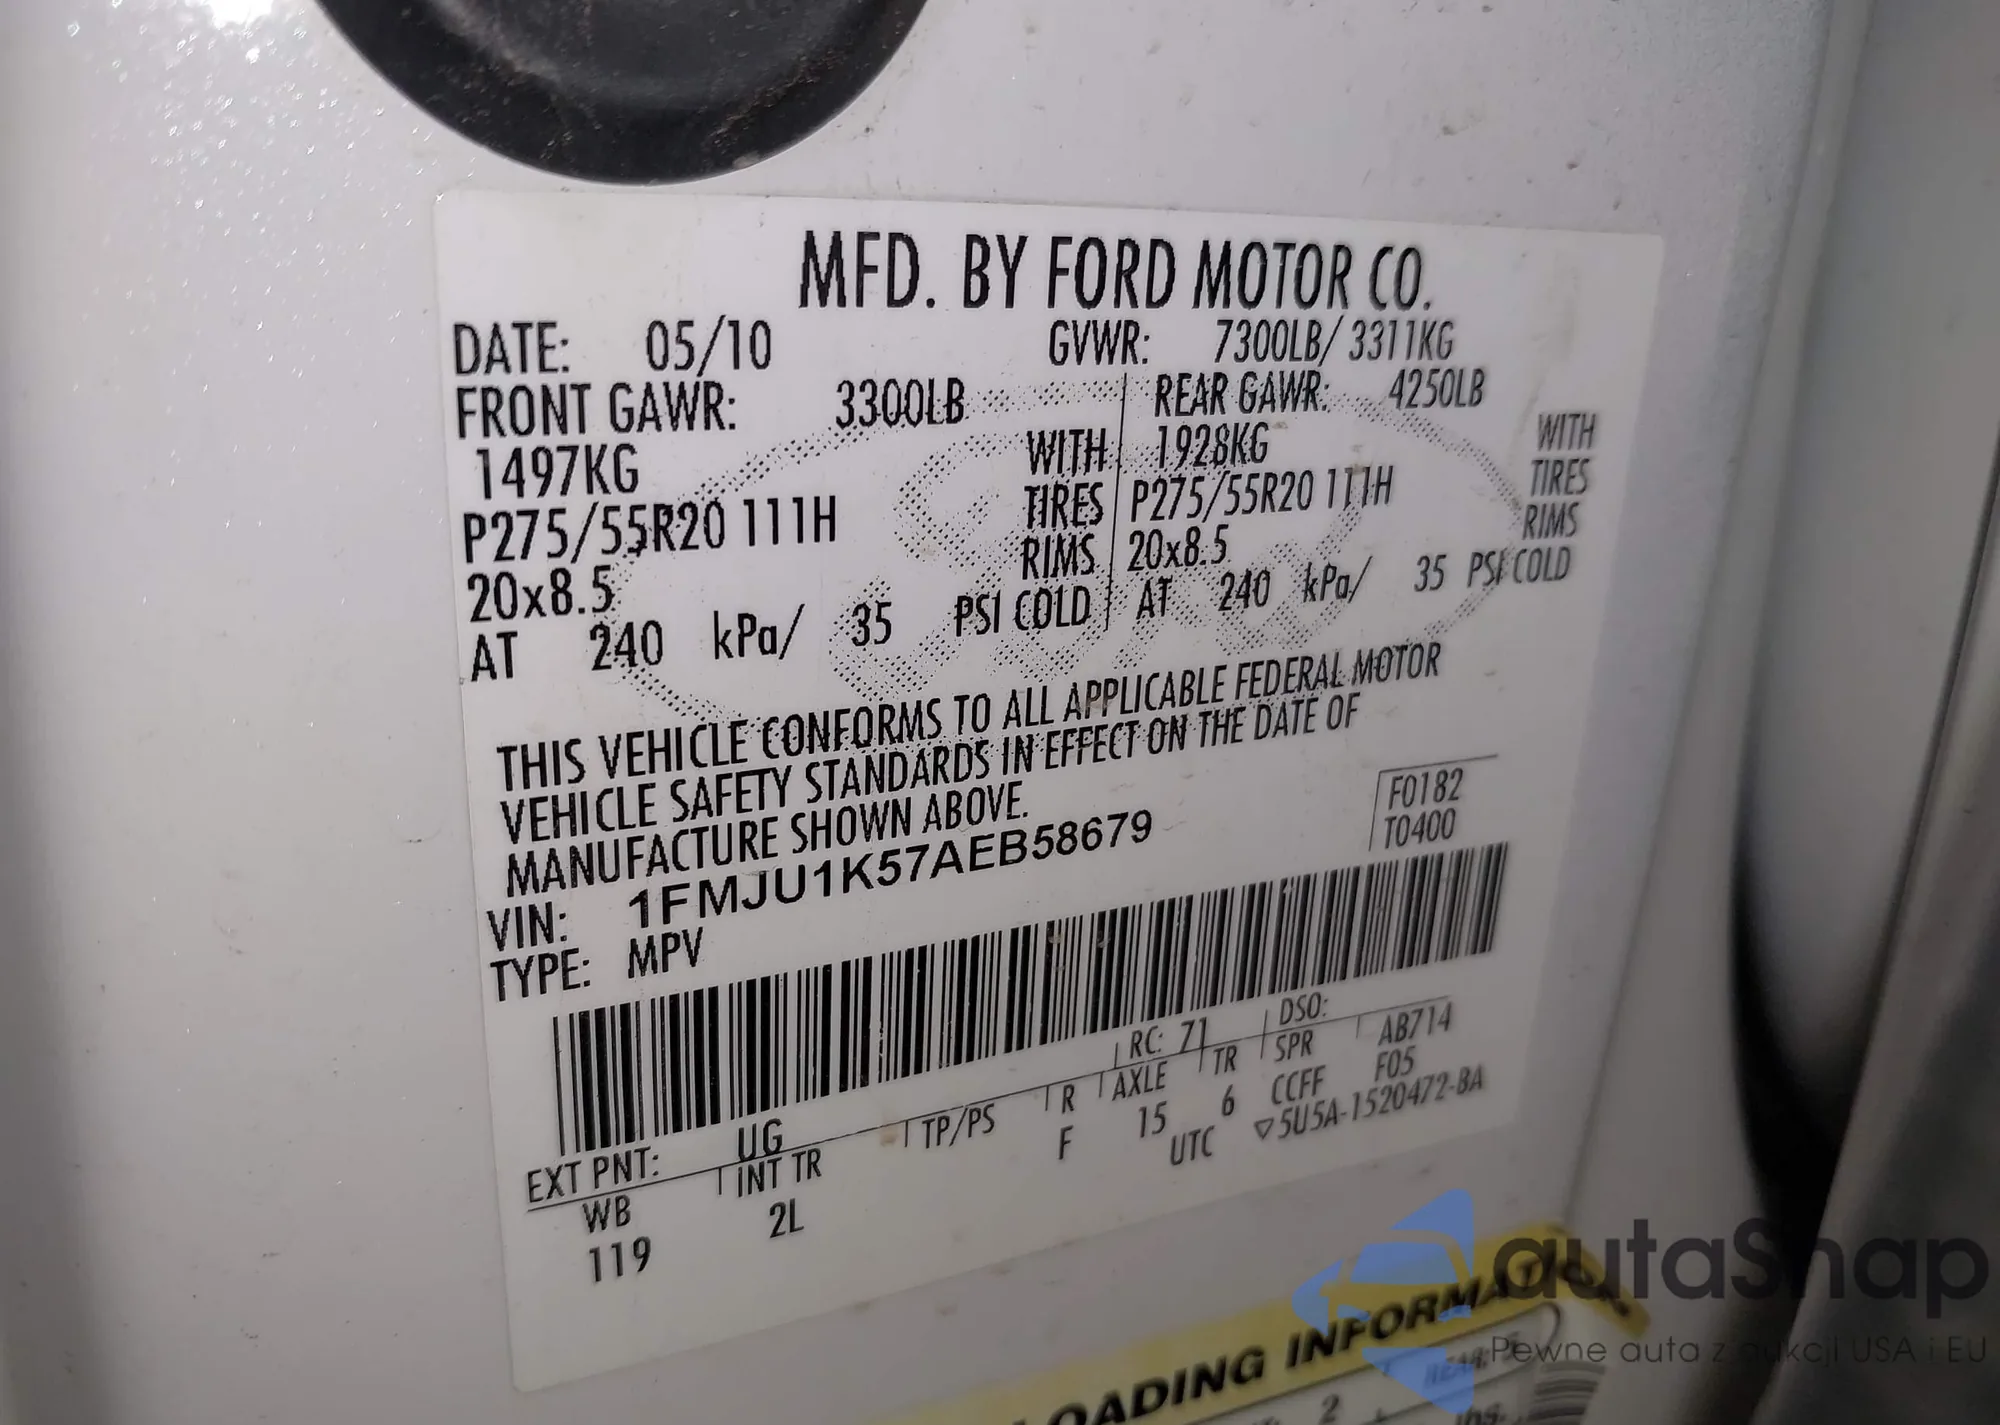 MFD. BY FORD MOTOR CO.
DATE: 05/10 GVWR: 7300LB/ 3311KG
FRONT GAWR: 3300LB REAR GAWR: 4250LB
1497KG WITH 1928KG WITH
P275/55R20 111H TIRES P275/55R20 111H TIRES
20x8.5 RIMS 20x8.5 RIMS
AT 240 kPa/ 35 PSI COLD AT 240 kPa/ 35 PSI COLD
THIS VEHICLE CONFORMS TO ALL APPLICABLE FEDERAL MOTOR
VEHICLE SAFETY STANDARDS IN EFFECT ON THE DATE OF
MANUFACTURE SHOWN ABOVE.
F0182
T0400
VIN: 1FMJU1K57AEB58679
TYPE: MPV
EXT PNT: UG RC: 71 DSO:
WB INT TR TP/PS R AXLE TR SPR AB714
119 2L F 15 6 CCFF F05
UTC ▽5U5A-1520472-BA
LOADING INFORMATION
REAR:
2
lbs.
autaSnap
Pewne auta z aukcji USA i EU